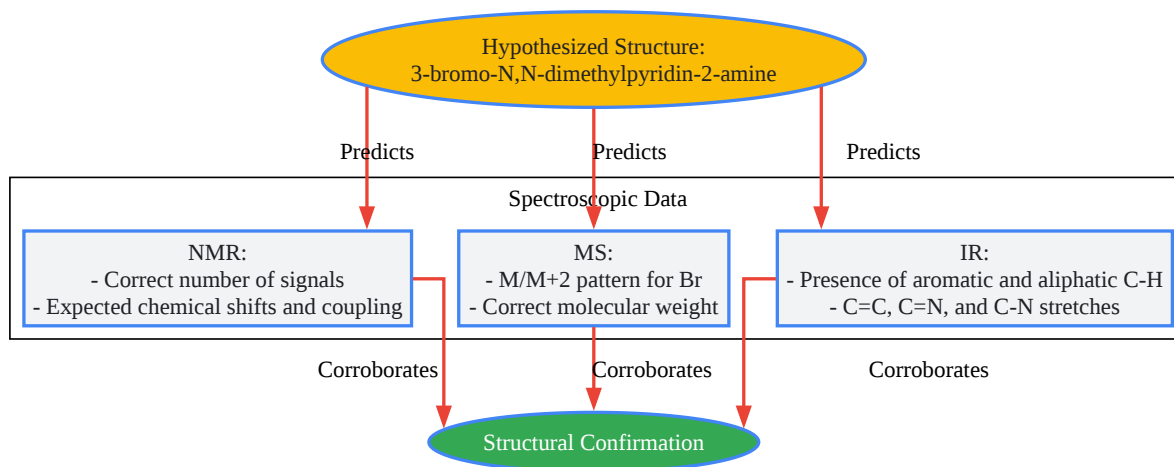 Hypothesized Structure:
3-bromo-N,N-dimethylpyridin-2-amine
Predicts
Predicts
Predicts
Spectroscopic Data
NMR:
- Correct number of signals
- Expected chemical shifts and coupling
MS:
- M/M+2 pattern for Br
- Correct molecular weight
IR:
- Presence of aromatic and aliphatic C-H
- C=C, C=N, and C-N stretches
Corroborates
Corroborates
Corroborates
Structural Confirmation